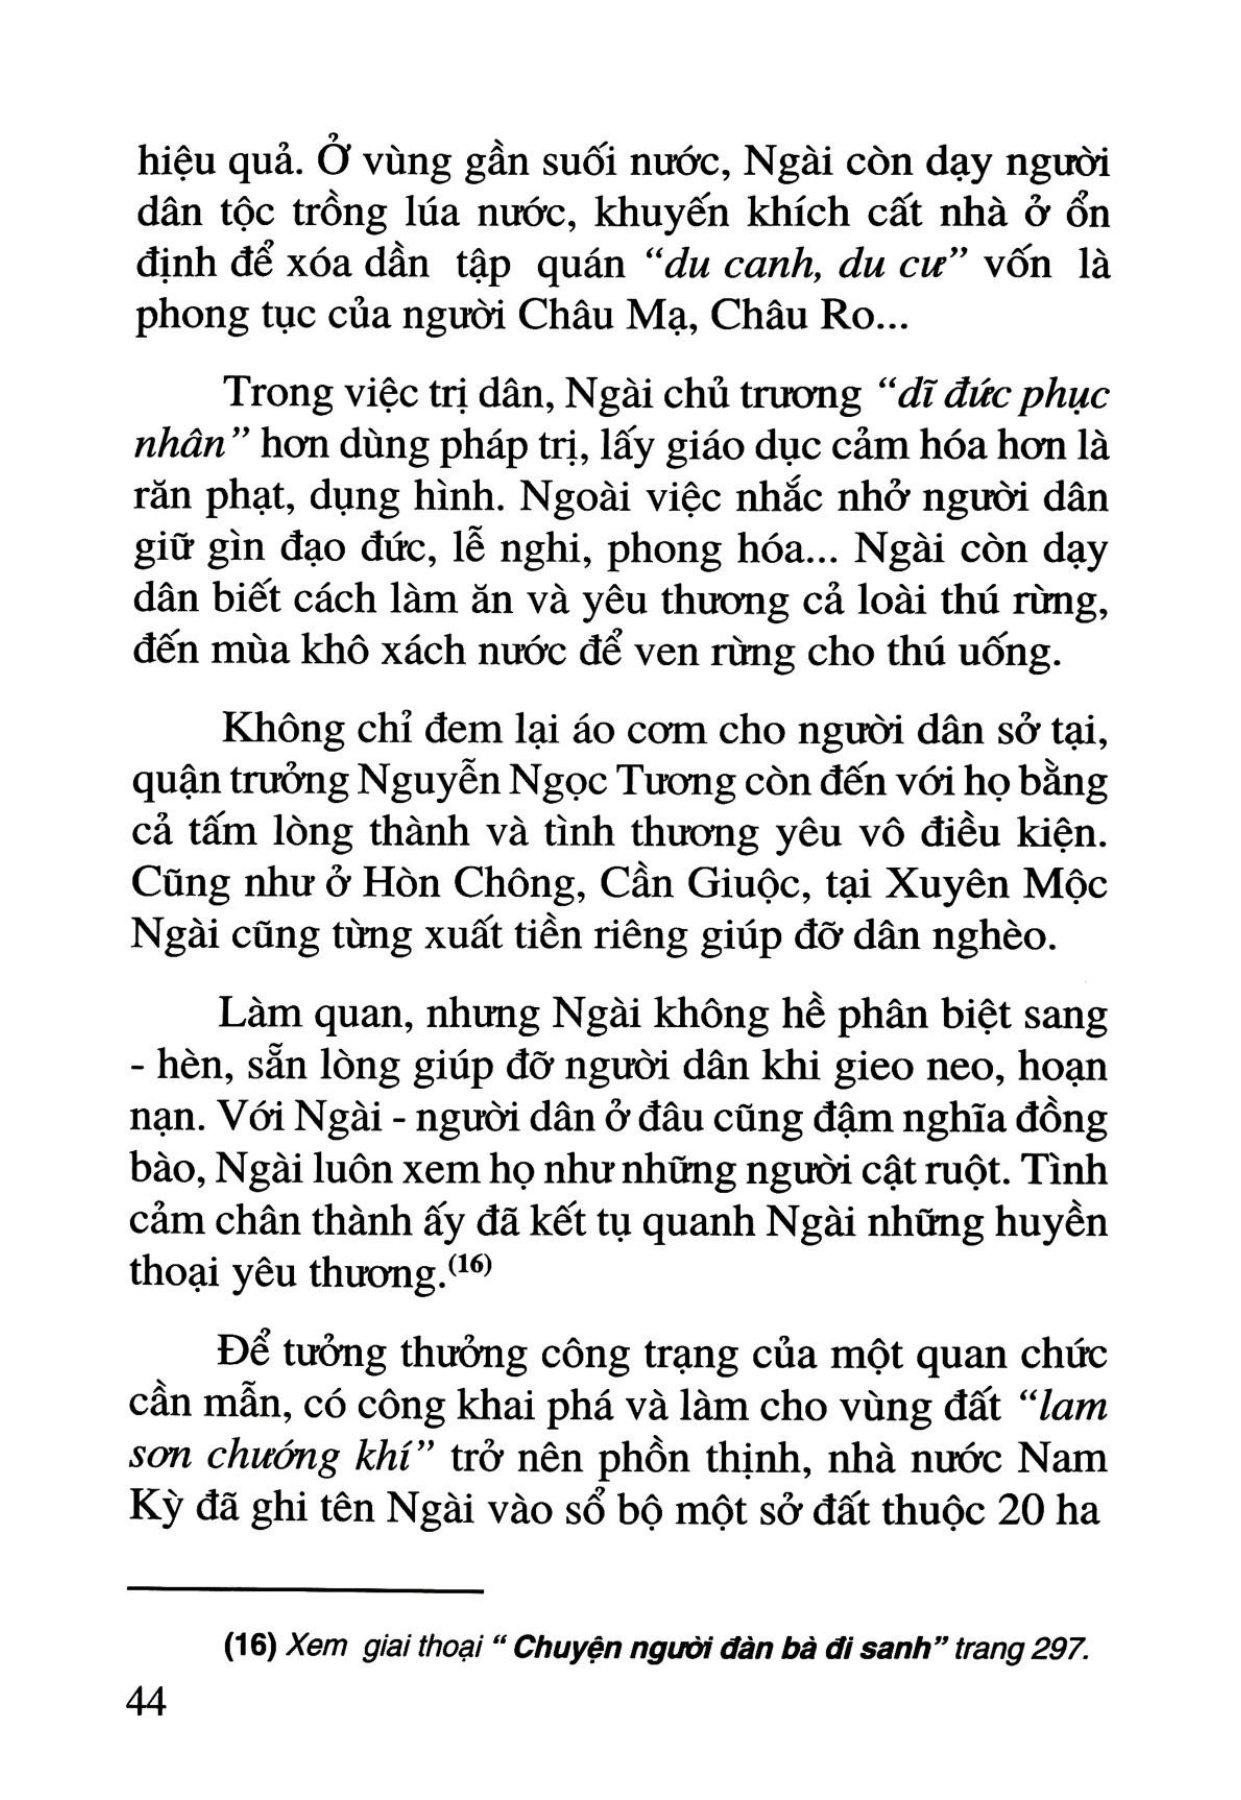 hiệu quả. Ở vùng gần suối nước, Ngài còn dạy người
dân tộc trồng lúa nước, khuyến khích cất nhà ở ổn
định để xóa dần tập quán “du canh, du cư” vốn là
phong tục của người Châu Mạ, Châu Ro...
Trong việc trị dân, Ngài chủ trương “dĩ đức phục
nhân” hơn dùng pháp trị, lấy giáo dục cảm hóa hơn là
răn phạt, dụng hình. Ngoài việc nhắc nhở người dân
giữ gìn đạo đức, lễ nghi, phong hóa... Ngài còn dạy
dân biết cách làm ăn và yêu thương cả loài thú rừng,
đến mùa khô xách nước để ven rừng cho thú uống.
Không chỉ đem lại áo cơm cho người dân sở tại,
quận trưởng Nguyễn Ngọc Tương còn đến với họ bằng
cả tấm lòng thành và tình thương yêu vô điều kiện.
Cũng như ở Hòn Chông, Cần Giuộc, tại Xuyên Mộc
Ngài cũng từng xuất tiền riêng giúp đỡ dân nghèo.
Làm quan, nhưng Ngài không hề phân biệt sang
- hèn, sẵn lòng giúp đỡ người dân khi gieo neo, hoạn
nạn. Với Ngài - người dân ở đâu cũng đậm nghĩa đồng
bào, Ngài luôn xem họ như những người cật ruột. Tình
cảm chân thành ấy đã kết tụ quanh Ngài những huyền
thoại yêu thương.(16)
Để tưởng thưởng công trạng của một quan chức
cần mẫn, có công khai phá và làm cho vùng đất “lam
sơn chướng khí” trở nên phồn thịnh, nhà nước Nam
Kỳ đã ghi tên Ngài vào sổ bộ một sở đất thuộc 20 ha
(16) Xem giai thoại “ Chuyện người đàn bà đi sanh” trang 297.
44